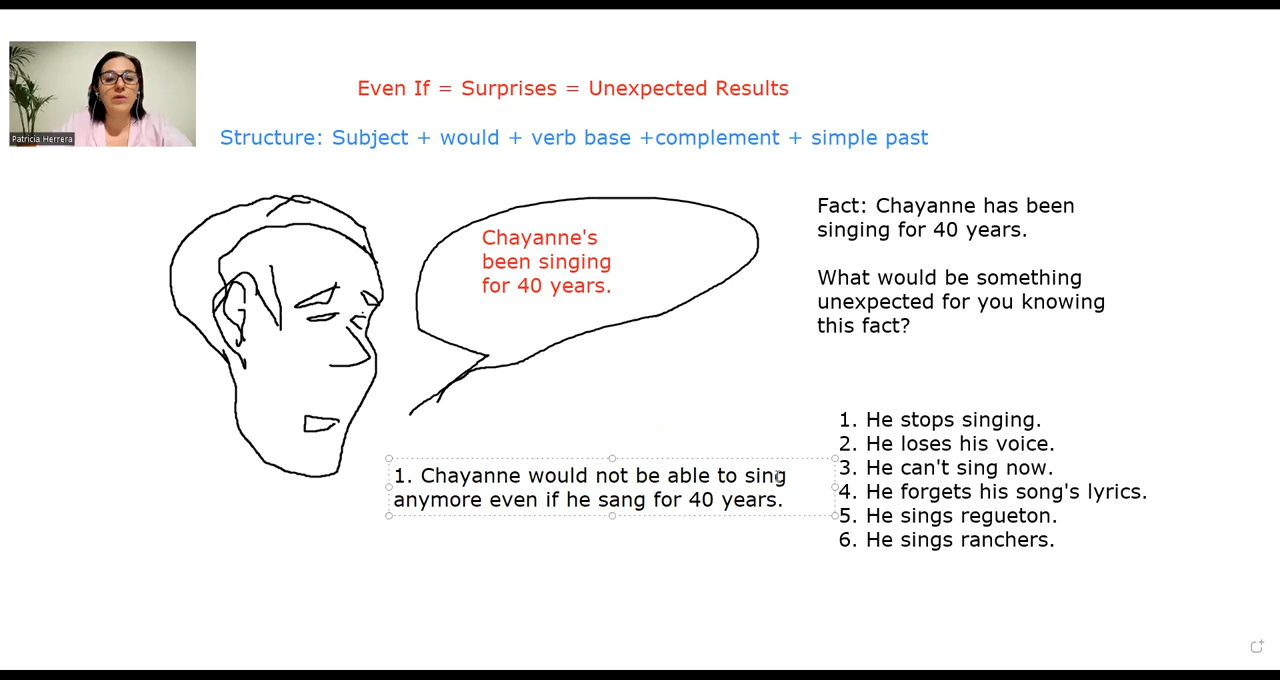 Patricia Herrera
Even If = Surprises = Unexpected Results
Structure: Subject + would + verb base +complement + simple past
Chayanne's
been singing
for 40 years.
Fact: Chayanne has been
singing for 40 years.
What would be something
unexpected for you knowing
this fact?
1. He stops singing.
2. He loses his voice.
3. He can't sing now.
4. He forgets his song's lyrics.
5. He sings regueton.
6. He sings ranchers.
1. Chayanne would not be able to sing
anymore even if he sang for 40 years.